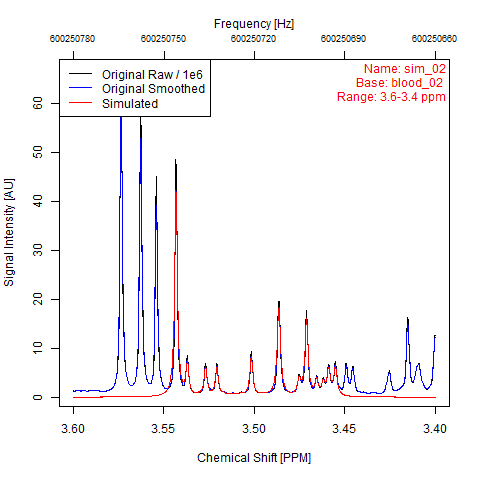 Frequency [Hz]
600250780 600250750 600250720 600250690 600250660
Original Raw / 1e6
Original Smoothed
Simulated
Name: sim_02
Base: blood_02
Range: 3.6-3.4 ppm
Signal Intensity [AU]
60
50
40
30
20
10
0
3.60 3.55 3.50 3.45 3.40
Chemical Shift [PPM]